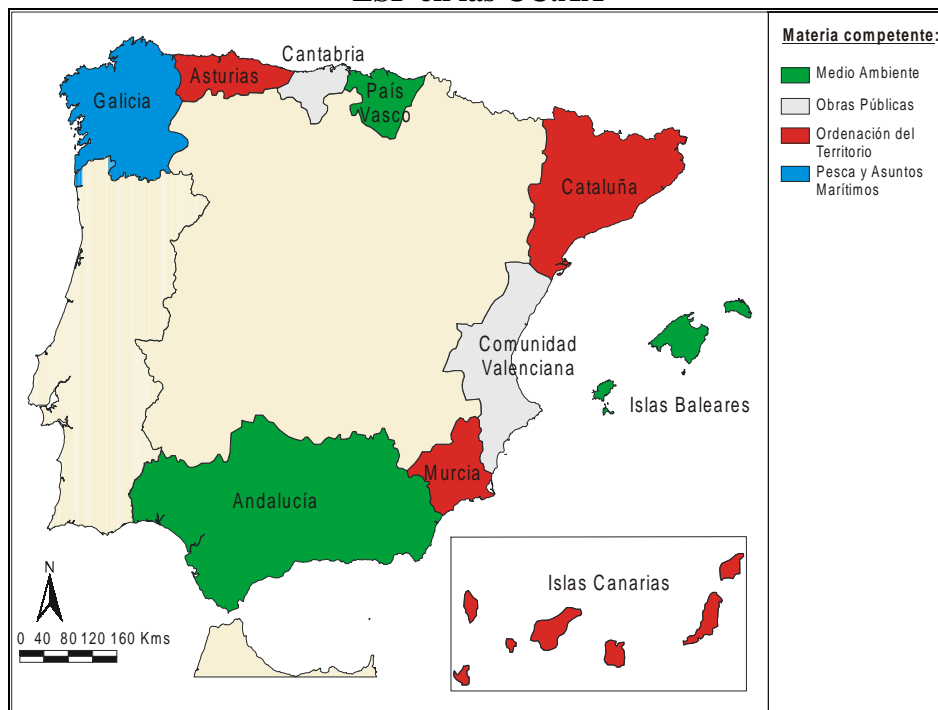 Cantabria
Asturias
País
Vasco
Galicia
Cataluña
Comunidad
Valenciana
Islas Baleares
Murcia
Andalucía
Islas Canarias
N
0 40 80 120 160 Kms
Materia competente:
Medio Ambiente
Obras Públicas
Ordenación del
Territorio
Pesca y Asuntos
Marítimos